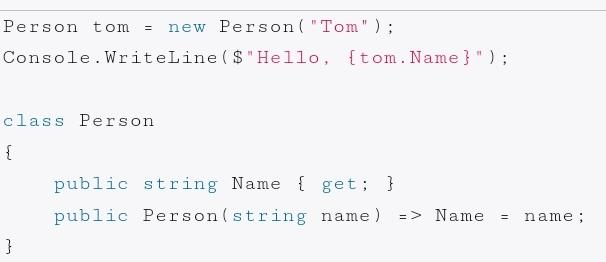 Person tom = new Person("Tom");
Console.WriteLine($"Hello, {tom.Name}");
class Person
{
    public string Name { get; }
    public Person(string name) => Name = name;
}